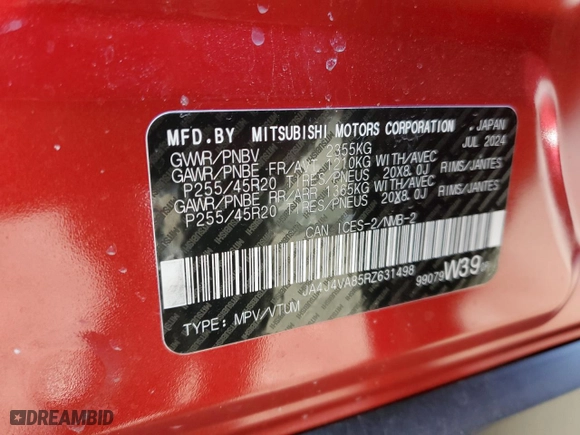 MFD.BY MITSUBISHI MOTORS CORPORATION JAPAN
GWVR/PNBV 2355KG JUL 2024
GAWR/PNBE FR/AVT 1210KG WITH/AVEC
P255/45R20 TIRES/PNEUS 20X8.0J RIMS/JANTES
GAWR/PNBE RR/ARR 1365KG WITH/AVEC
P255/45R20 TIRES/PNEUS 20X8.0J RIMS/JANTES
CAN ICES-2/NMB-2
JA4J4VA85RZ631498
99079 W39
TYPE: MPV/VTUM
DREAMBID